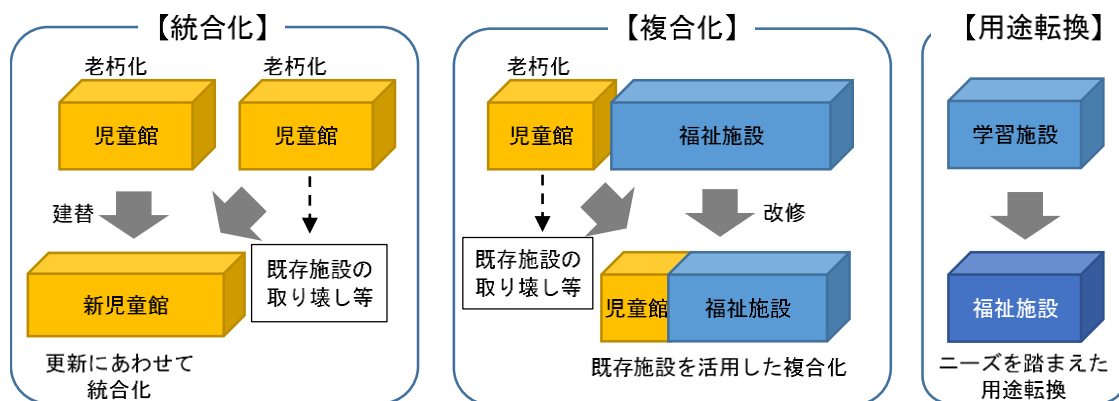 【統合化】
老朽化
老朽化
児童館
児童館
建替
既存施設の
取り壊し等
新児童館
更新にあわせて
統合化
【複合化】
老朽化
児童館
福祉施設
改修
既存施設の
取り壊し等
児童館
福祉施設
既存施設を活用した複合化
【用途転換】
学習施設
福祉施設
ニーズを踏まえた
用途転換